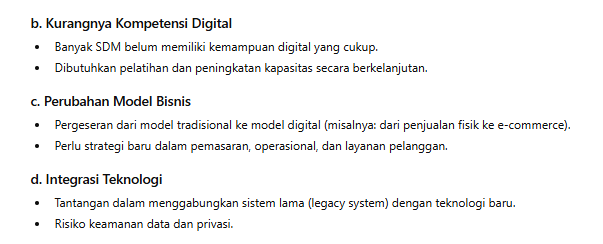 b. Kurangnya Kompetensi Digital
• Banyak SDM belum memiliki kemampuan digital yang cukup.
• Dibutuhkan pelatihan dan peningkatan kapasitas secara berkelanjutan.
c. Perubahan Model Bisnis
• Pergeseran dari model tradisional ke model digital (misalnya: dari penjualan fisik ke e-commerce).
• Perlu strategi baru dalam pemasaran, operasional, dan layanan pelanggan.
d. Integrasi Teknologi
• Tantangan dalam menggabungkan sistem lama (legacy system) dengan teknologi baru.
• Risiko keamanan data dan privasi.